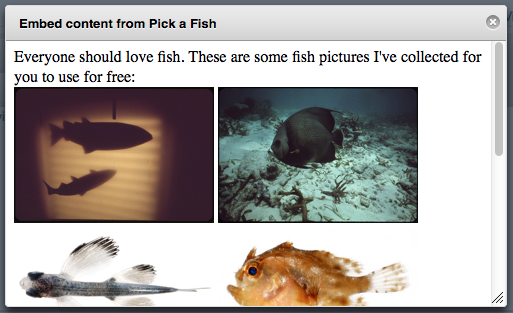 Embed content from Pick a Fish
Everyone should love fish. These are some fish pictures I've collected for
you to use for free: